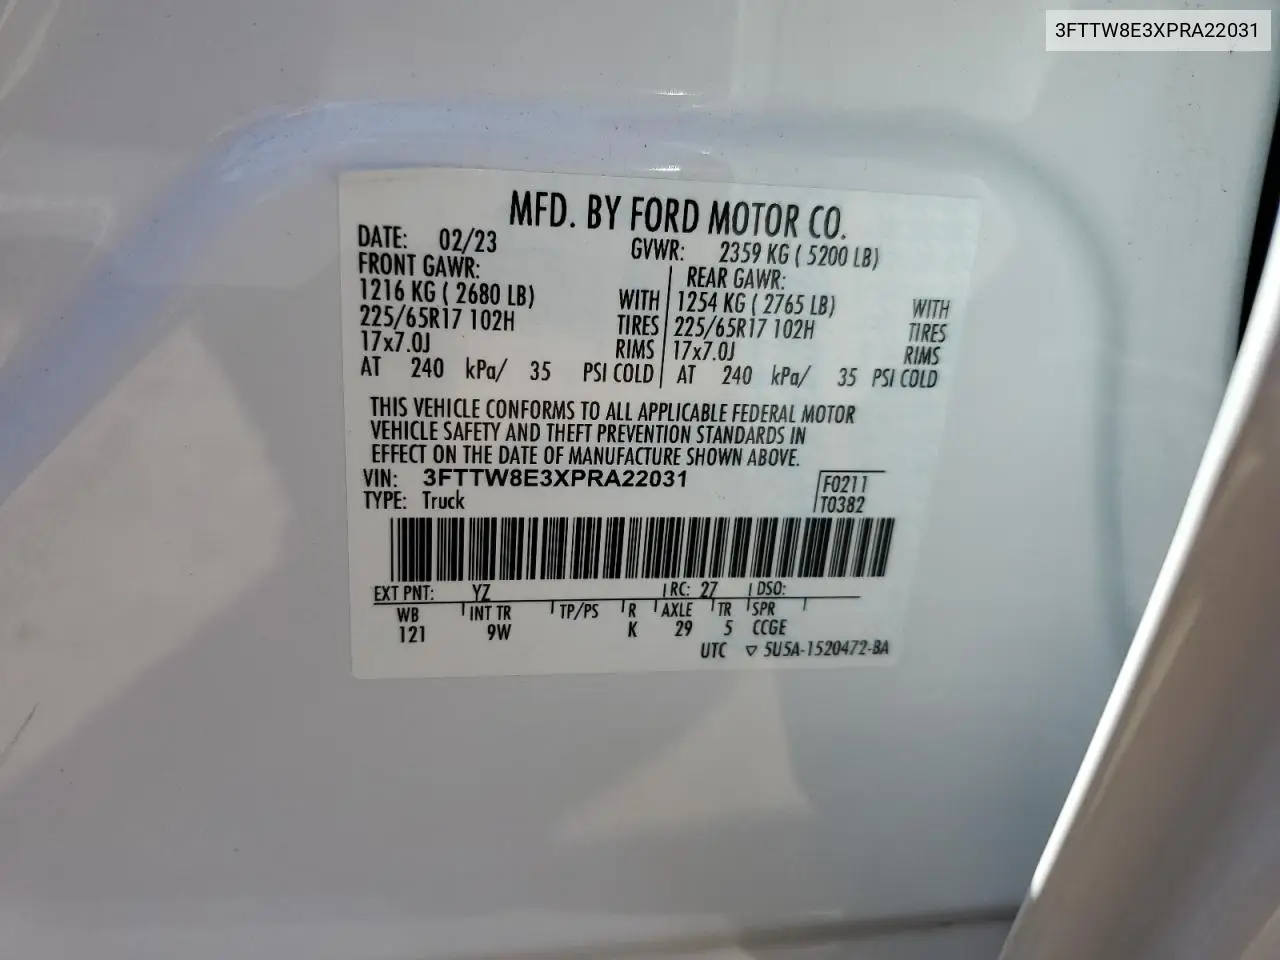 3FTTW8E3XPRA22031
MFD. BY FORD MOTOR CO.
DATE: 02/23 GVWR: 2359 KG ( 5200 LB)
FRONT GAWR: REAR GAWR:
1216 KG ( 2680 LB) WITH 1254 KG ( 2765 LB) WITH
225/65R17 102H TIRES 225/65R17 102H TIRES
17x7.0J RIMS 17x7.0J RIMS
AT 240 kPa/ 35 PSI COLD AT 240 kPa/ 35 PSI COLD
THIS VEHICLE CONFORMS TO ALL APPLICABLE FEDERAL MOTOR
VEHICLE SAFETY AND THEFT PREVENTION STANDARDS IN
EFFECT ON THE DATE OF MANUFACTURE SHOWN ABOVE.
VIN: 3FTTW8E3XPRA22031 F0211
TYPE: Truck T0382
EXT PNT: YZ RC: 27 DSO:
WB INT TR TP/PS R AXLE TR SPR
121 9W K 29 5 CCGE
UTC ▽ 5U5A-1520472-BA